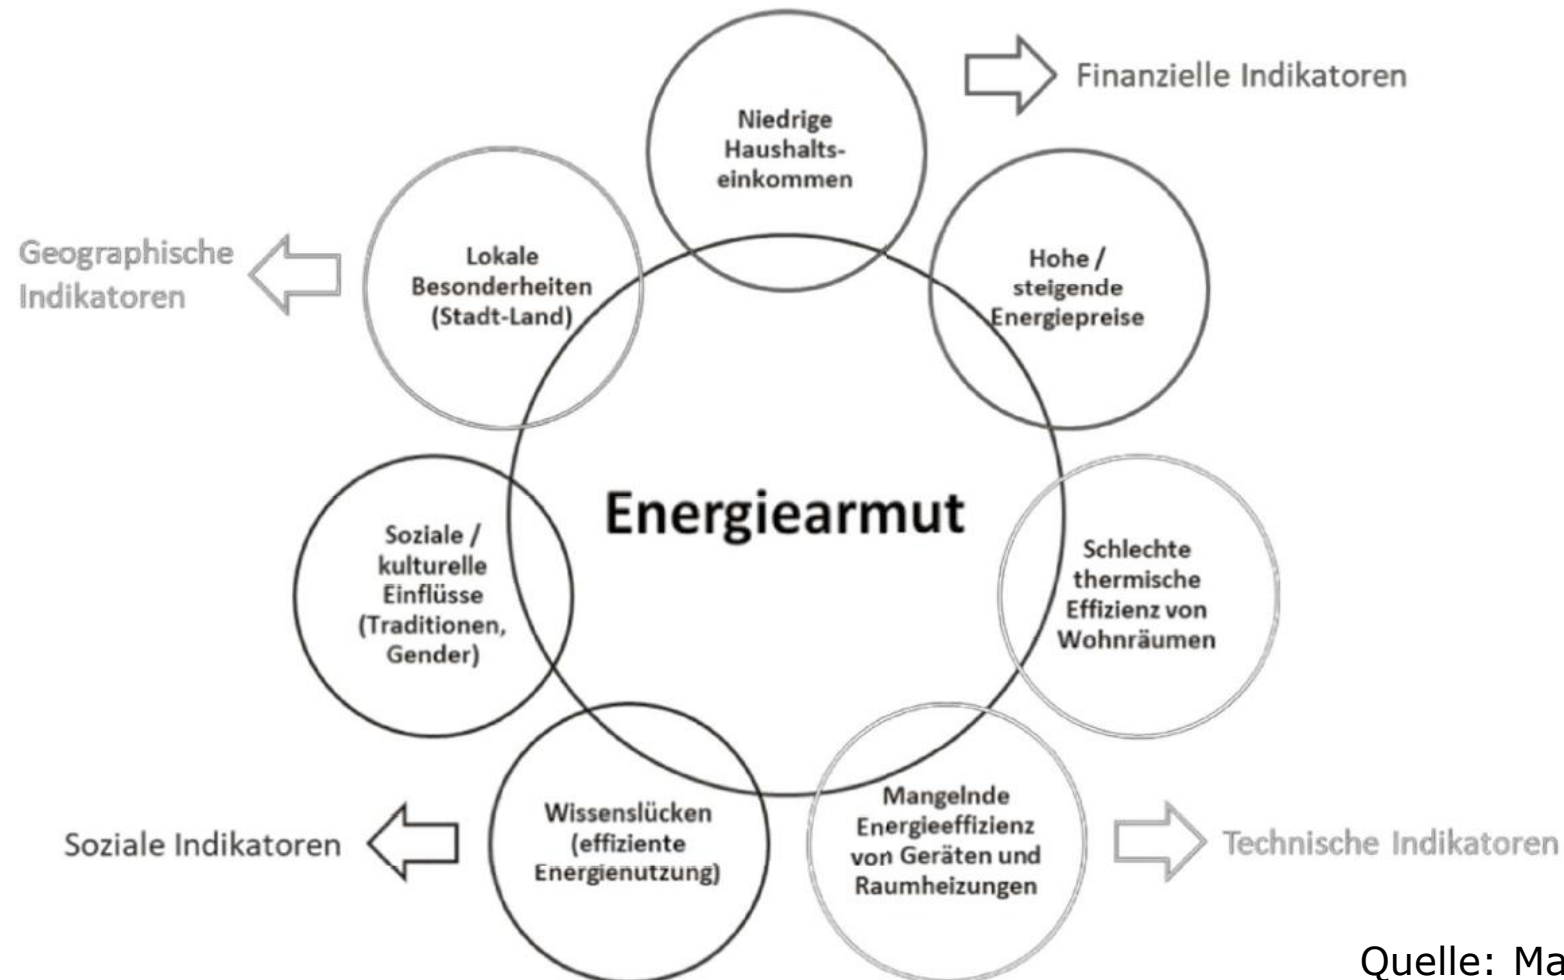 Finanzielle Indikatoren
Niedrige
Haushalts-
einkommen
Geographische
Indikatoren
Lokale
Besonderheiten
(Stadt-Land)
Hohe /
steigende
Energiepreise
Energiearmut
Soziale /
kulturelle
Einflüsse
(Traditionen,
Gender)
Schlechte
thermische
Effizienz von
Wohnräumen
Soziale Indikatoren
Wissenslücken
(effiziente
Energienutzung)
Mangelnde
Energieeffizienz
von Geräten und
Raumheizungen
Technische Indikatoren
Quelle: